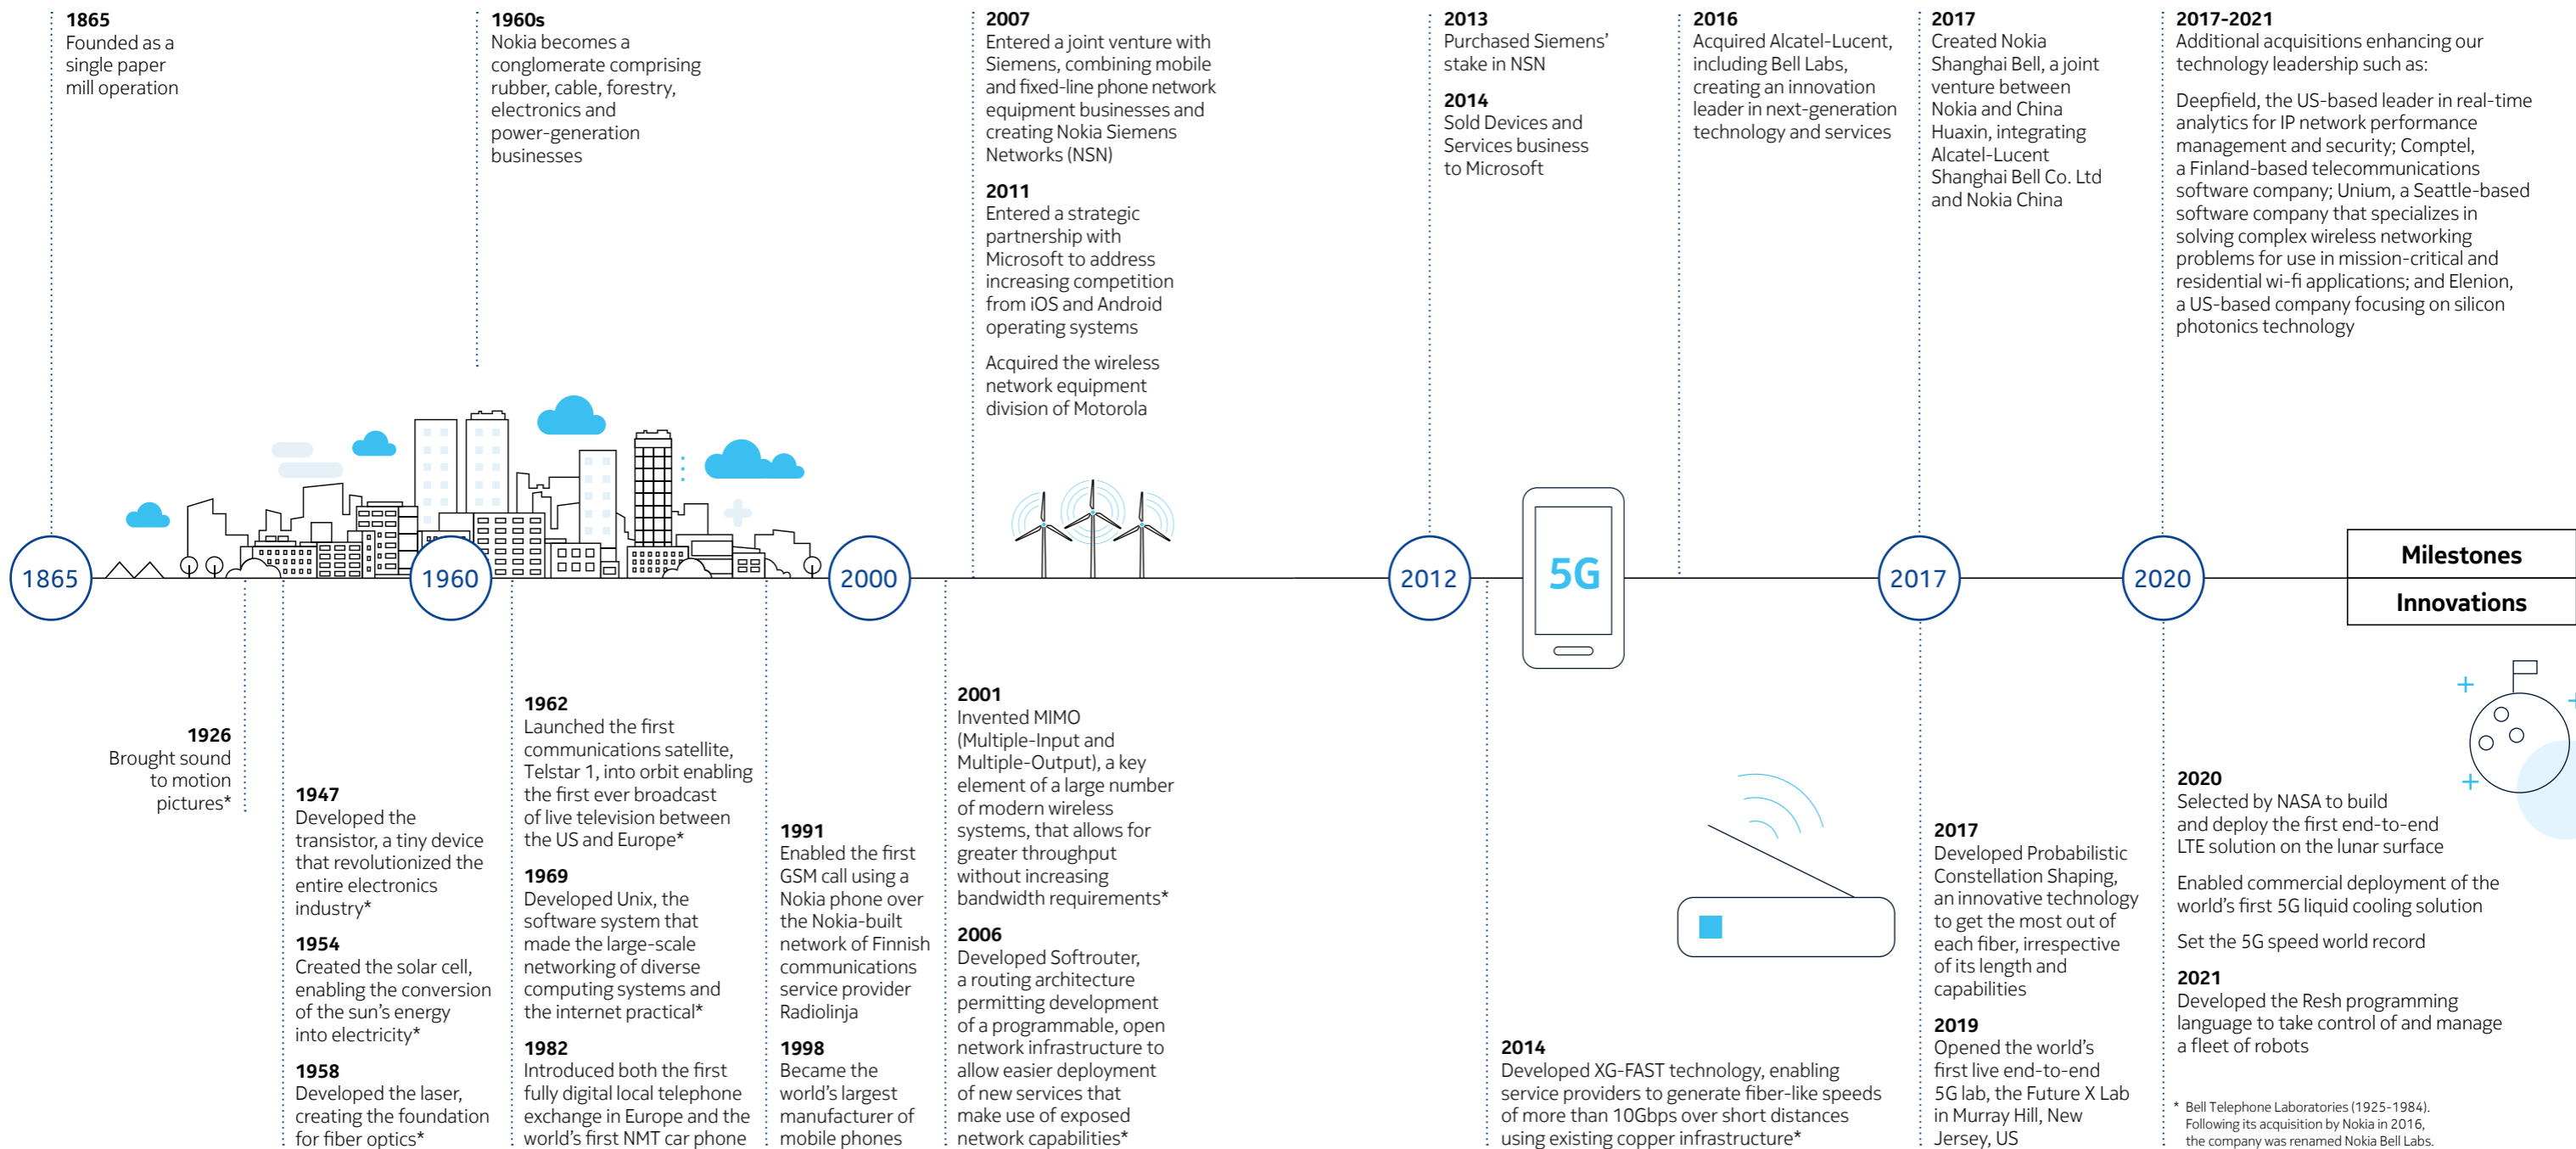 1865
Founded as a
single paper
mill operation
1960s
Nokia becomes a
conglomerate comprising
rubber, cable, forestry,
electronics and
power-generation
businesses
2007
Entered a joint venture with
Siemens, combining mobile
and fixed-line phone network
equipment businesses and
creating Nokia Siemens
Networks (NSN)
2011
Entered a strategic
partnership with
Microsoft to address
increasing competition
from iOS and Android
operating systems
Acquired the wireless
network equipment
division of Motorola
2013
Purchased Siemens’
stake in NSN
2014
Sold Devices and
Services business
to Microsoft
2016
Acquired Alcatel-Lucent,
including Bell Labs,
creating an innovation
leader in next-generation
technology and services
2017
Created Nokia
Shanghai Bell, a joint
venture between
Nokia and China
Huaxin, integrating
Alcatel-Lucent
Shanghai Bell Co. Ltd
and Nokia China
2017-2021
Additional acquisitions enhancing our
technology leadership such as:
Deepfield, the US-based leader in real-time
analytics for IP network performance
management and security; Comptel,
a Finland-based telecommunications
software company; Unium, a Seattle-based
software company that specializes in
solving complex wireless networking
problems for use in mission-critical and
residential wi-fi applications; and Elenion,
a US-based company focusing on silicon
photonics technology
1865
1960
2000
2012
5G
2017
2020
Milestones
Innovations
1926
Brought sound
to motion
pictures*
1947
Developed the
transistor, a tiny device
that revolutionized the
entire electronics
industry*
1954
Created the solar cell,
enabling the conversion
of the sun’s energy
into electricity*
1958
Developed the laser,
creating the foundation
for fiber optics*
1962
Launched the first
communications satellite,
Telstar 1, into orbit enabling
the first ever broadcast
of live television between
the US and Europe*
1969
Developed Unix, the
software system that
made the large-scale
networking of diverse
computing systems and
the internet practical*
1982
Introduced both the first
fully digital local telephone
exchange in Europe and the
world’s first NMT car phone
1991
Enabled the first
GSM call using a
Nokia phone over
the Nokia-built
network of Finnish
communications
service provider
Radiolinja
1998
Became the
world’s largest
manufacturer of
mobile phones
2001
Invented MIMO
(Multiple-Input and
Multiple-Output), a key
element of a large number
of modern wireless
systems, that allows for
greater throughput
without increasing
bandwidth requirements*
2006
Developed Softrouter,
a routing architecture
permitting development
of a programmable, open
network infrastructure to
allow easier deployment
of new services that
make use of exposed
network capabilities*
2014
Developed XG-FAST technology, enabling
service providers to generate fiber-like speeds
of more than 10Gbps over short distances
using existing copper infrastructure*
2017
Developed Probabilistic
Constellation Shaping,
an innovative technology
to get the most out of
each fiber, irrespective
of its length and
capabilities
2019
Opened the world’s
first live end-to-end
5G lab, the Future X Lab
in Murray Hill, New
Jersey, US
2020
Selected by NASA to build
and deploy the first end-to-end
LTE solution on the lunar surface
Enabled commercial deployment of the
world’s first 5G liquid cooling solution
Set the 5G speed world record
2021
Developed the Resh programming
language to take control of and manage
a fleet of robots
* Bell Telephone Laboratories (1925-1984).
Following its acquisition by Nokia in 2016,
the company was renamed Nokia Bell Labs.